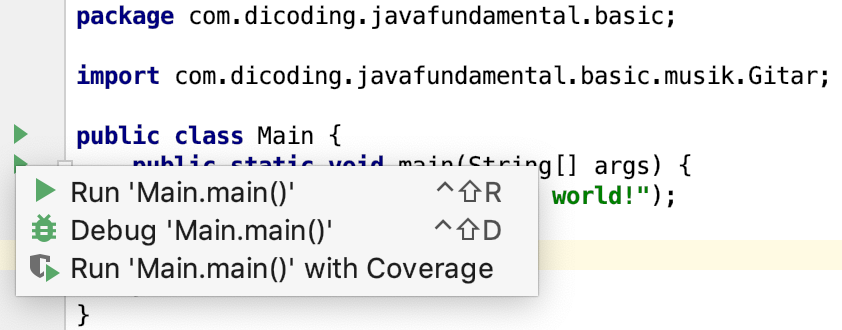 package com.dicoding.javafundamental.basic;
import com.dicoding.javafundamental.basic.musik.Gitar;
public class Main {
public static void main(String[] args) {
world!");
Run 'Main.main()' ^⇧R
Debug 'Main.main()' ^⇧D
Run 'Main.main()' with Coverage
}